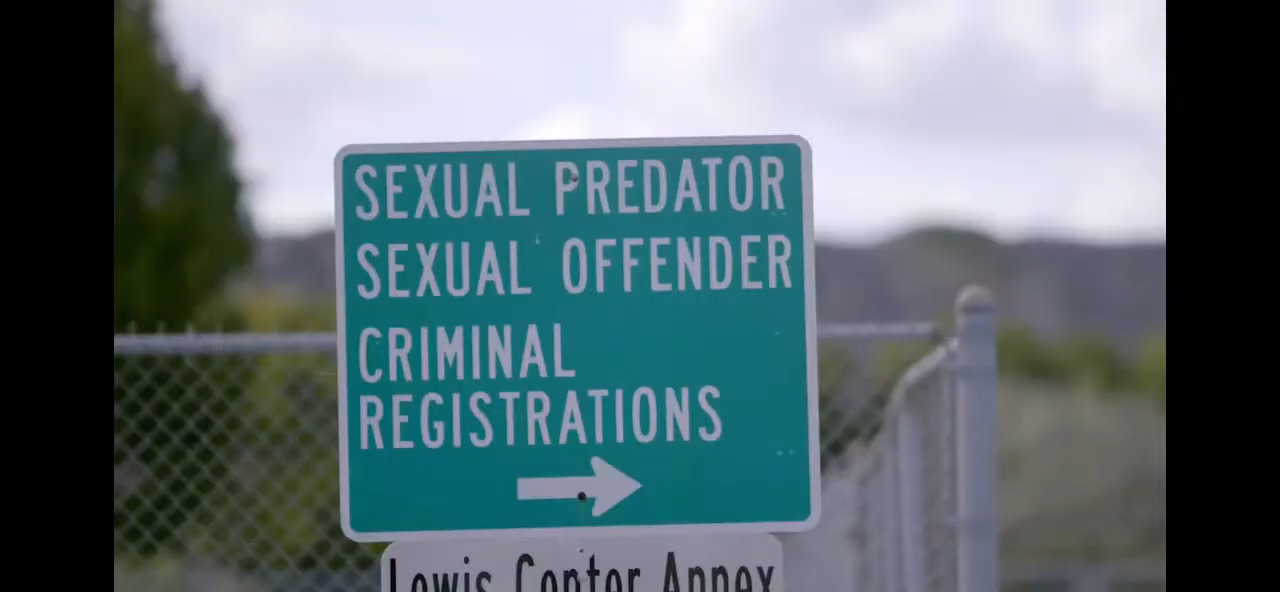 SEXUAL PREDATOR
SEXUAL OFFENDER
CRIMINAL
REGISTRATIONS
Lewis Center Annex